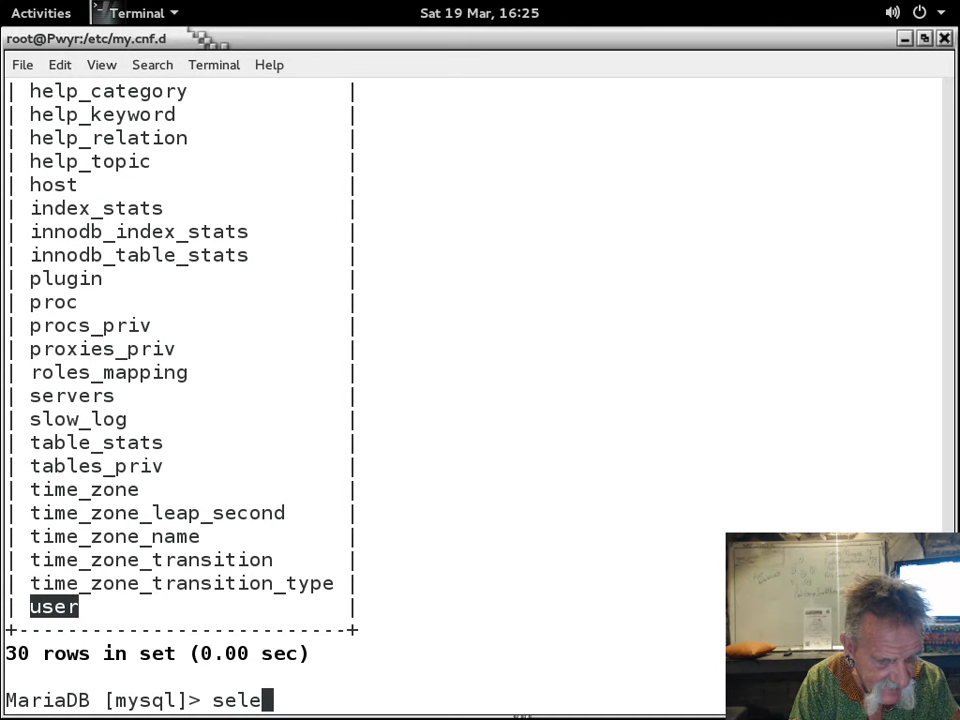 Activities Terminal Sat 19 Mar, 16:25
root@Pwyr:/etc/my.cnf.d
File Edit View Search Terminal Help
| help_category |
| help_keyword |
| help_relation |
| help_topic |
| host |
| index_stats |
| innodb_index_stats |
| innodb_table_stats |
| plugin |
| proc |
| procs_priv |
| proxies_priv |
| roles_mapping |
| servers |
| slow_log |
| table_stats |
| tables_priv |
| time_zone |
| time_zone_leap_second |
| time_zone_name |
| time_zone_transition |
| time_zone_transition_type |
| user |
+---------------------------+
30 rows in set (0.00 sec)
MariaDB [mysql]> sele